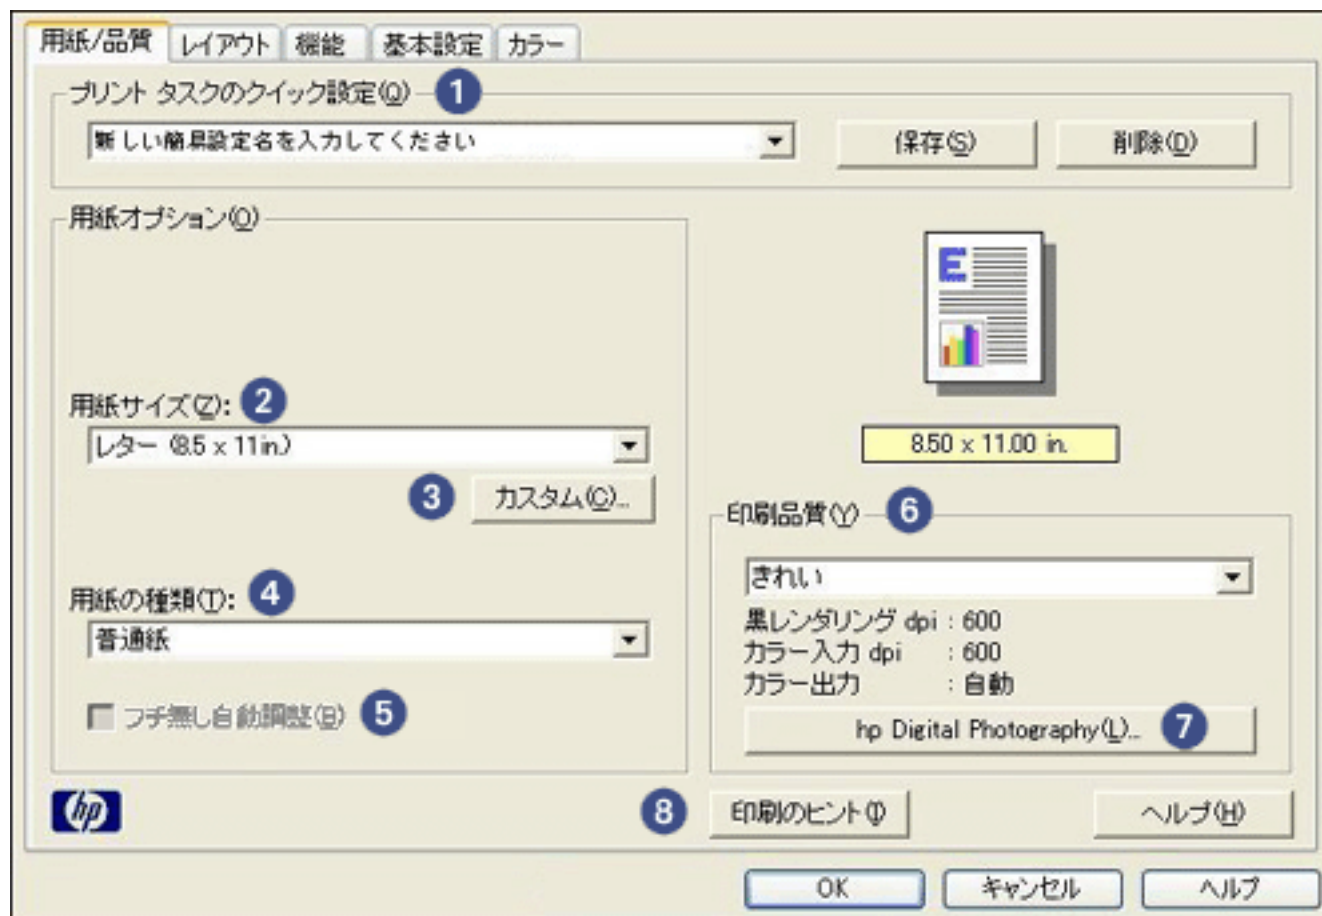 用紙/品質 レイアウト 機能 基本設定 カラー
プリント タスクのクイック設定(Q) 1
新しい簡易設定名を入力してください 保存(S) 削除(D)
用紙オプション(O)
E
用紙サイズ(Z): 2
レター (8.5 x 11 in.)
8.50 x 11.00 in.
3 カスタム(C)...
印刷品質(Y) 6
きれい
用紙の種類(T): 4
普通紙
黒レンダリング dpi : 600
カラー入力 dpi : 600
カラー出力 : 自動
フチ無し自動調整(B) 5
hp Digital Photography(L)... 7
hp
8 印刷のヒント(I) ヘルプ(H)
OK キャンセル ヘルプ